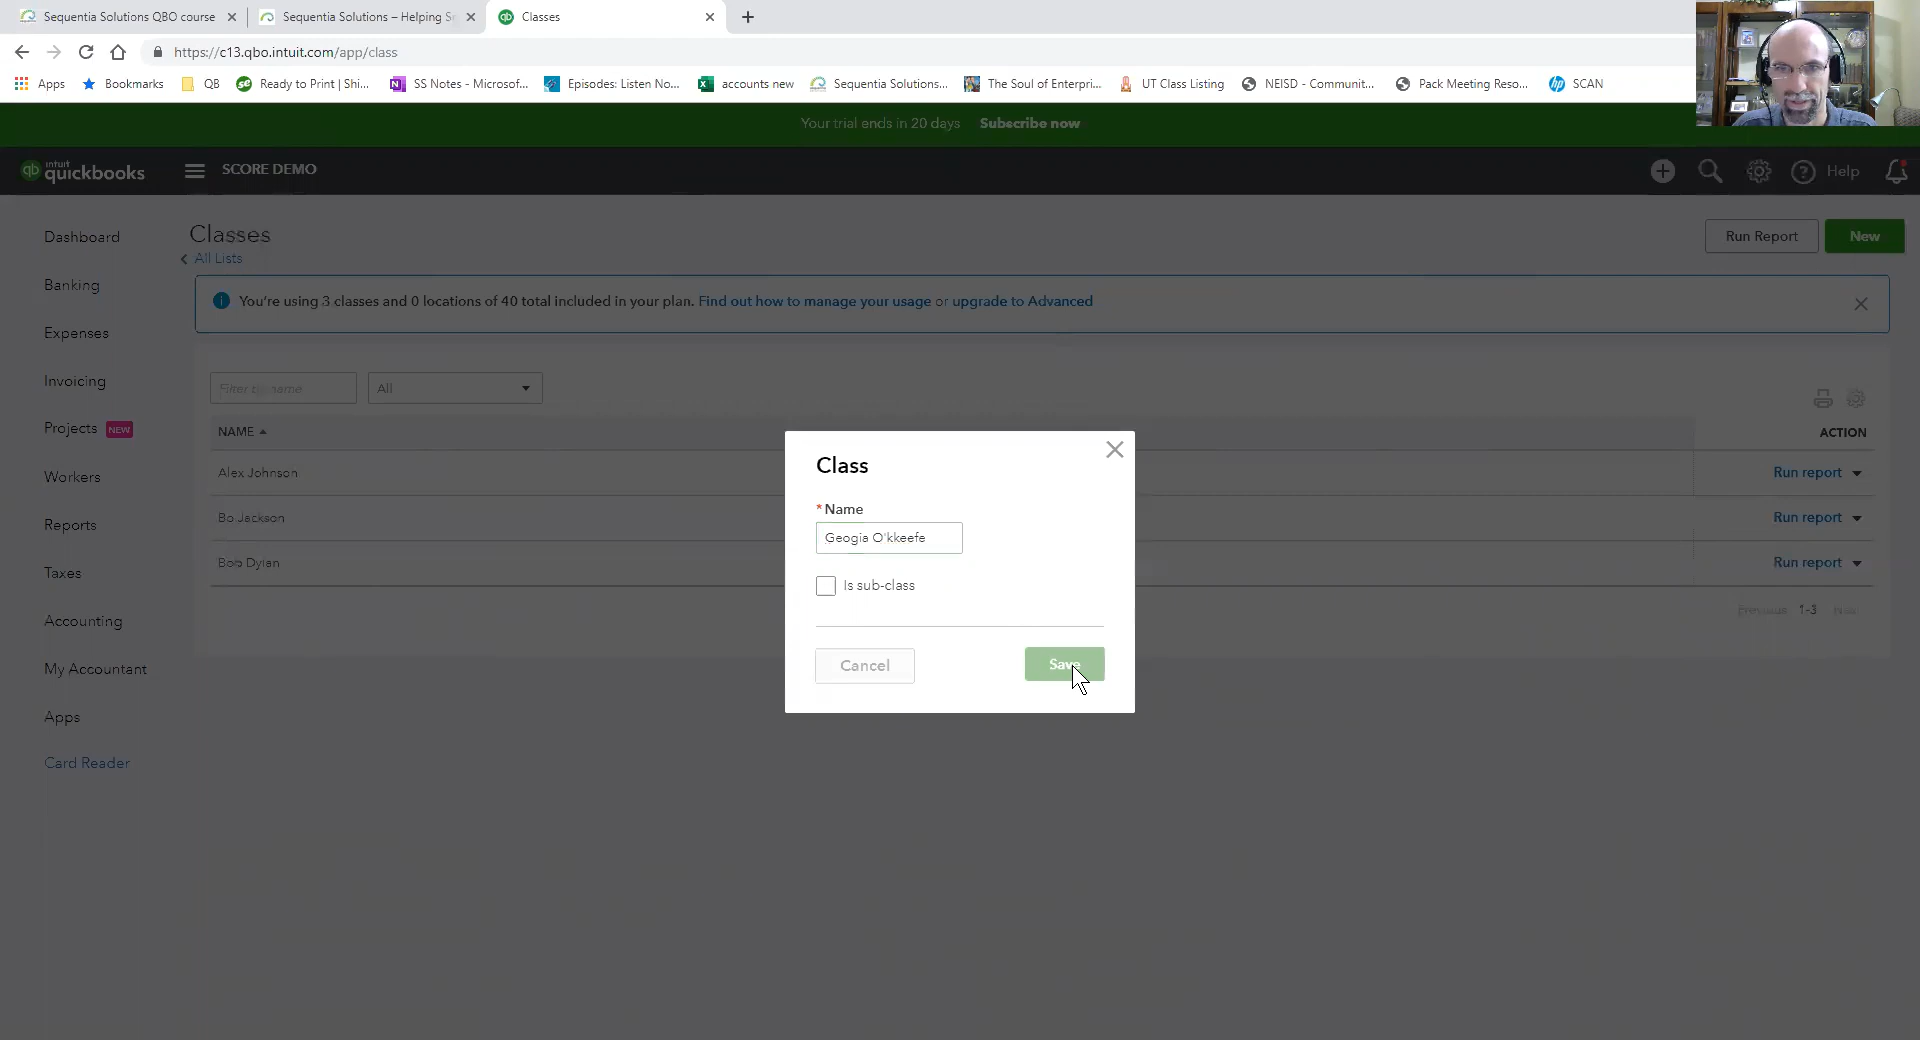 Sequentia Solutions QBO course
Sequentia Solutions – Helping S
Classes
https://c13.qbo.intuit.com/app/class
Apps
Bookmarks
QB
Ready to Print | Shi...
SS Notes - Microsof...
Episodes: Listen No...
accounts new
Sequentia Solutions...
The Soul of Enterpri...
UT Class Listing
NEISD - Communit...
Pack Meeting Reso...
SCAN
Your trial ends in 20 days Subscribe now
intuit
quickbooks
SCORE DEMO
Help
Dashboard
Banking
Expenses
Invoicing
Projects NEW
Workers
Reports
Taxes
Accounting
My Accountant
Apps
Card Reader
Classes
All Lists
Run Report
New
You're using 3 classes and 0 locations of 40 total included in your plan. Find out how to manage your usage or upgrade to Advanced
Filter by name
All
NAME
ACTION
Alex Johnson
Run report
Bo Jackson
Run report
Bob Dylan
Run report
Previous 1-3 Next
Class
* Name
Geogia O'kkeefe
Is sub-class
Cancel
Save